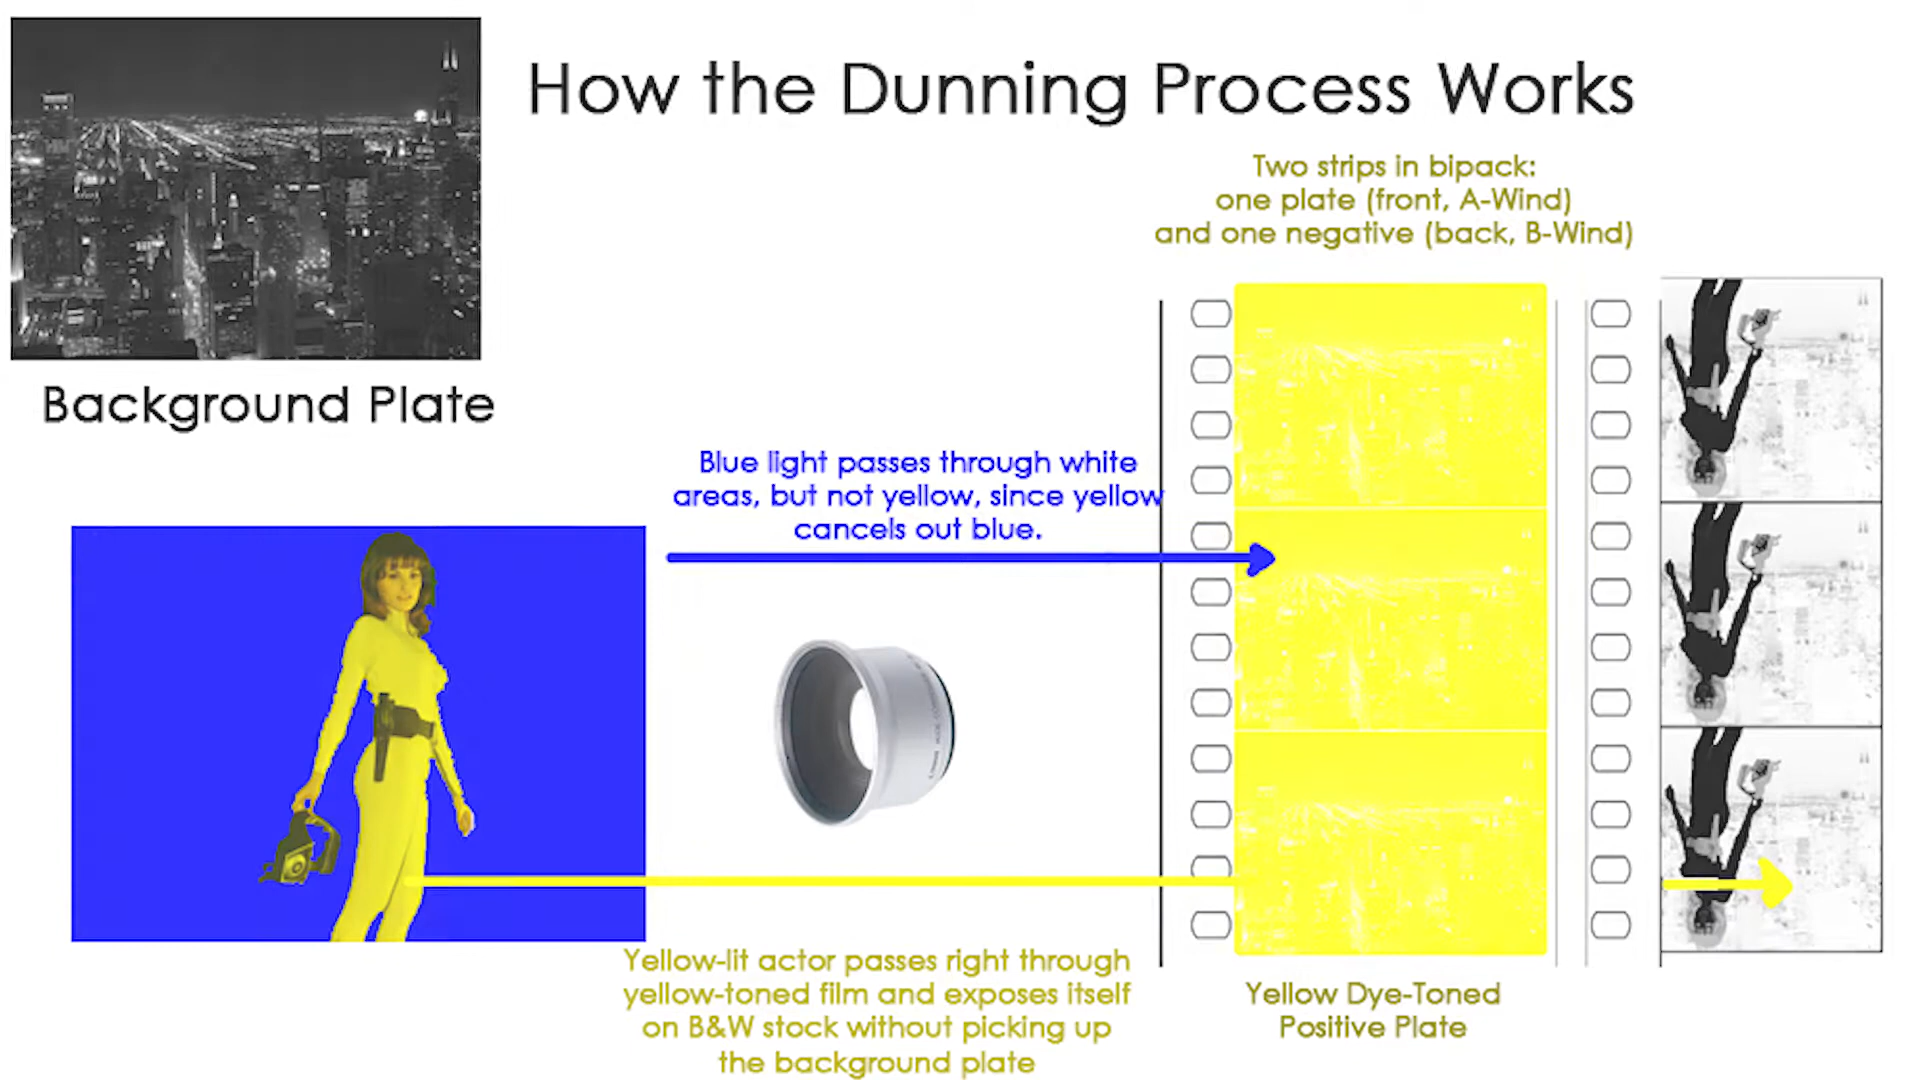 How the Dunning Process Works
Two strips in bipack:
one plate (front, A-Wind)
and one negative (back, B-Wind)
Background Plate
Blue light passes through white
areas, but not yellow, since yellow
cancels out blue.
Yellow-lit actor passes right through
yellow-toned film and exposes itself
on B&W stock without picking up
the background plate
Yellow Dye-Toned
Positive Plate